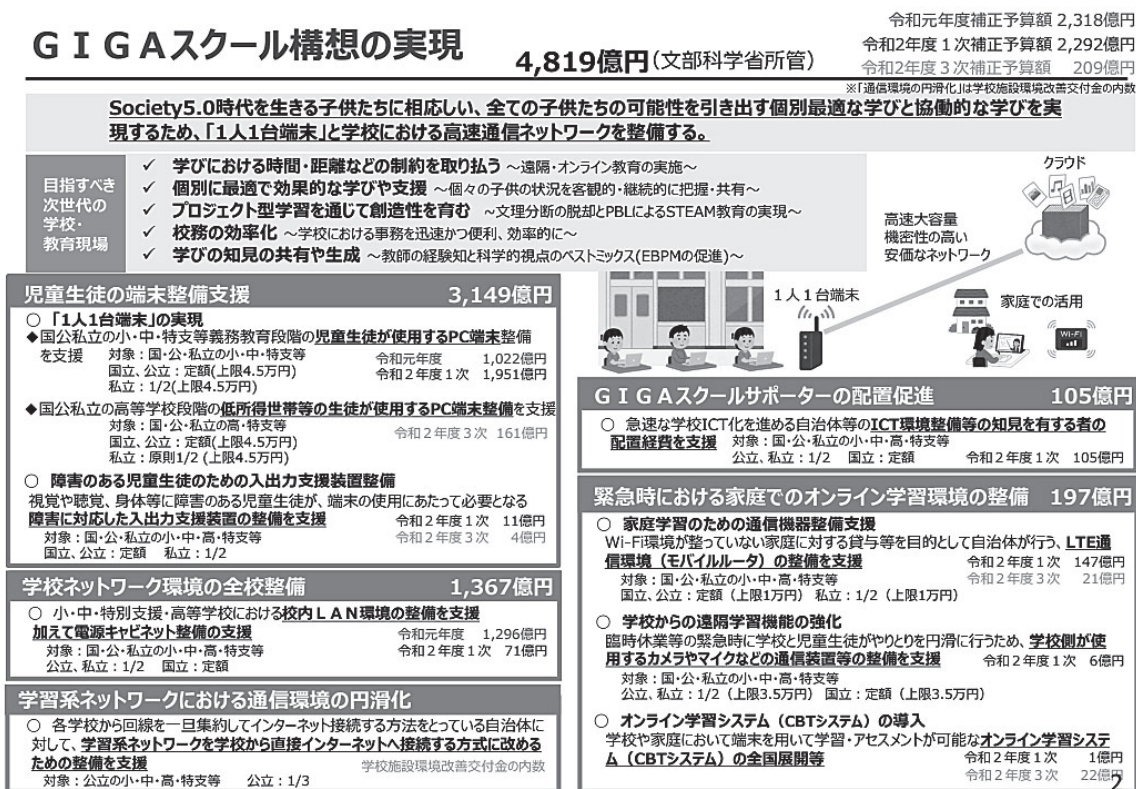 GIGAスクール構想の実現
4,819億円(文部科学省所管)
令和元年度補正予算額 2,318億円
令和2年度1次補正予算額 2,292億円
令和2年度3次補正予算額 209億円
※「通信環境の円滑化」は学校施設環境改善交付金の内数
Society5.0時代を生きる子供たちに相応しい、全ての子供たちの可能性を引き出す個別最適な学びと協働的な学びを実
現するため、「1人1台端末」と学校における高速通信ネットワークを整備する。
目指すべき
次世代の
学校・
教育現場
✓ 学びにおける時間・距離などの制約を取り払う ～遠隔・オンライン教育の実施～
✓ 個別に最適で効果的な学びや支援 ～個々の子供の状況を客観的・継続的に把握・共有～
✓ プロジェクト型学習を通じて創造性を育む ～文理分断の脱却とPBLによるSTEAM教育の実現～
✓ 校務の効率化 ～学校における事務を迅速かつ便利、効率的に～
✓ 学びの知見の共有や生成 ～教師の経験知と科学的視点のベストミックス(EBPMの促進)～
クラウド
高速大容量
機密性の高い
安価なネットワーク
1人1台端末
家庭での活用
Wi-Fi
児童生徒の端末整備支援 3,149億円
○ 「1人1台端末」の実現
◆国公私立の小・中・特支等義務教育段階の児童生徒が使用するPC端末整備
を支援 対象：国・公・私立の小・中・特支等
国立、公立：定額(上限4.5万円)
私立：1/2(上限4.5万円)
令和元年度 1,022億円
令和2年度1次 1,951億円
◆国公私立の高等学校段階の低所得世帯等の生徒が使用するPC端末整備を支援
対象：国・公・私立の高・特支等
国立、公立：定額(上限4.5万円)
私立：原則1/2 (上限4.5万円)
令和2年度3次 161億円
○ 障害のある児童生徒のための入出力支援装置整備
視覚や聴覚、身体等に障害のある児童生徒が、端末の使用にあたって必要となる
障害に対応した入出力支援装置の整備を支援
対象：国・公・私立の小・中・高・特支等
国立、公立：定額 私立：1/2
令和2年度1次 11億円
令和2年度3次 4億円
学校ネットワーク環境の全校整備 1,367億円
○ 小・中・特別支援・高等学校における校内LAN環境の整備を支援
加えて電源キャビネット整備の支援
対象：国・公・私立の小・中・高・特支等
公立、私立：1/2 国立：定額
令和元年度 1,296億円
令和2年度1次 71億円
学習系ネットワークにおける通信環境の円滑化
○ 各学校から回線を一旦集約してインターネット接続する方法をとっている自治体に
対して、学習系ネットワークを学校から直接インターネットへ接続する方式に改める
ための整備を支援
学校施設環境改善交付金の内数
対象：公立の小・中・高・特支等 公立：1/3
GIGAスクールサポーターの配置促進 105億円
○ 急速な学校ICT化を進める自治体等のICT環境整備等の知見を有する者の
配置経費を支援 対象：国・公・私立の小・中・高・特支等
公立、私立：1/2 国立：定額 令和2年度1次 105億円
緊急時における家庭でのオンライン学習環境の整備 197億円
○ 家庭学習のための通信機器整備支援
Wi-Fi環境が整っていない家庭に対する貸与等を目的として自治体が行う、LTE通
信環境（モバイルルータ）の整備を支援
対象：国・公・私立の小・中・高・特支等
国立、公立：定額（上限1万円） 私立：1/2（上限1万円）
令和2年度1次 147億円
令和2年度3次 21億円
○ 学校からの遠隔学習機能の強化
臨時休業等の緊急時に学校と児童生徒がやりとりを円滑に行うため、学校側が使
用するカメラやマイクなどの通信装置等の整備を支援 令和2年度1次 6億円
対象：国・公・私立の小・中・高・特支等
公立、私立：1/2（上限3.5万円） 国立：定額（上限3.5万円）
○ オンライン学習システム（CBTシステム）の導入
学校や家庭において端末を用いて学習・アセスメントが可能なオンライン学習システ
ム（CBTシステム）の全国展開等
令和2年度1次 1億円
令和2年度3次 22億円
2